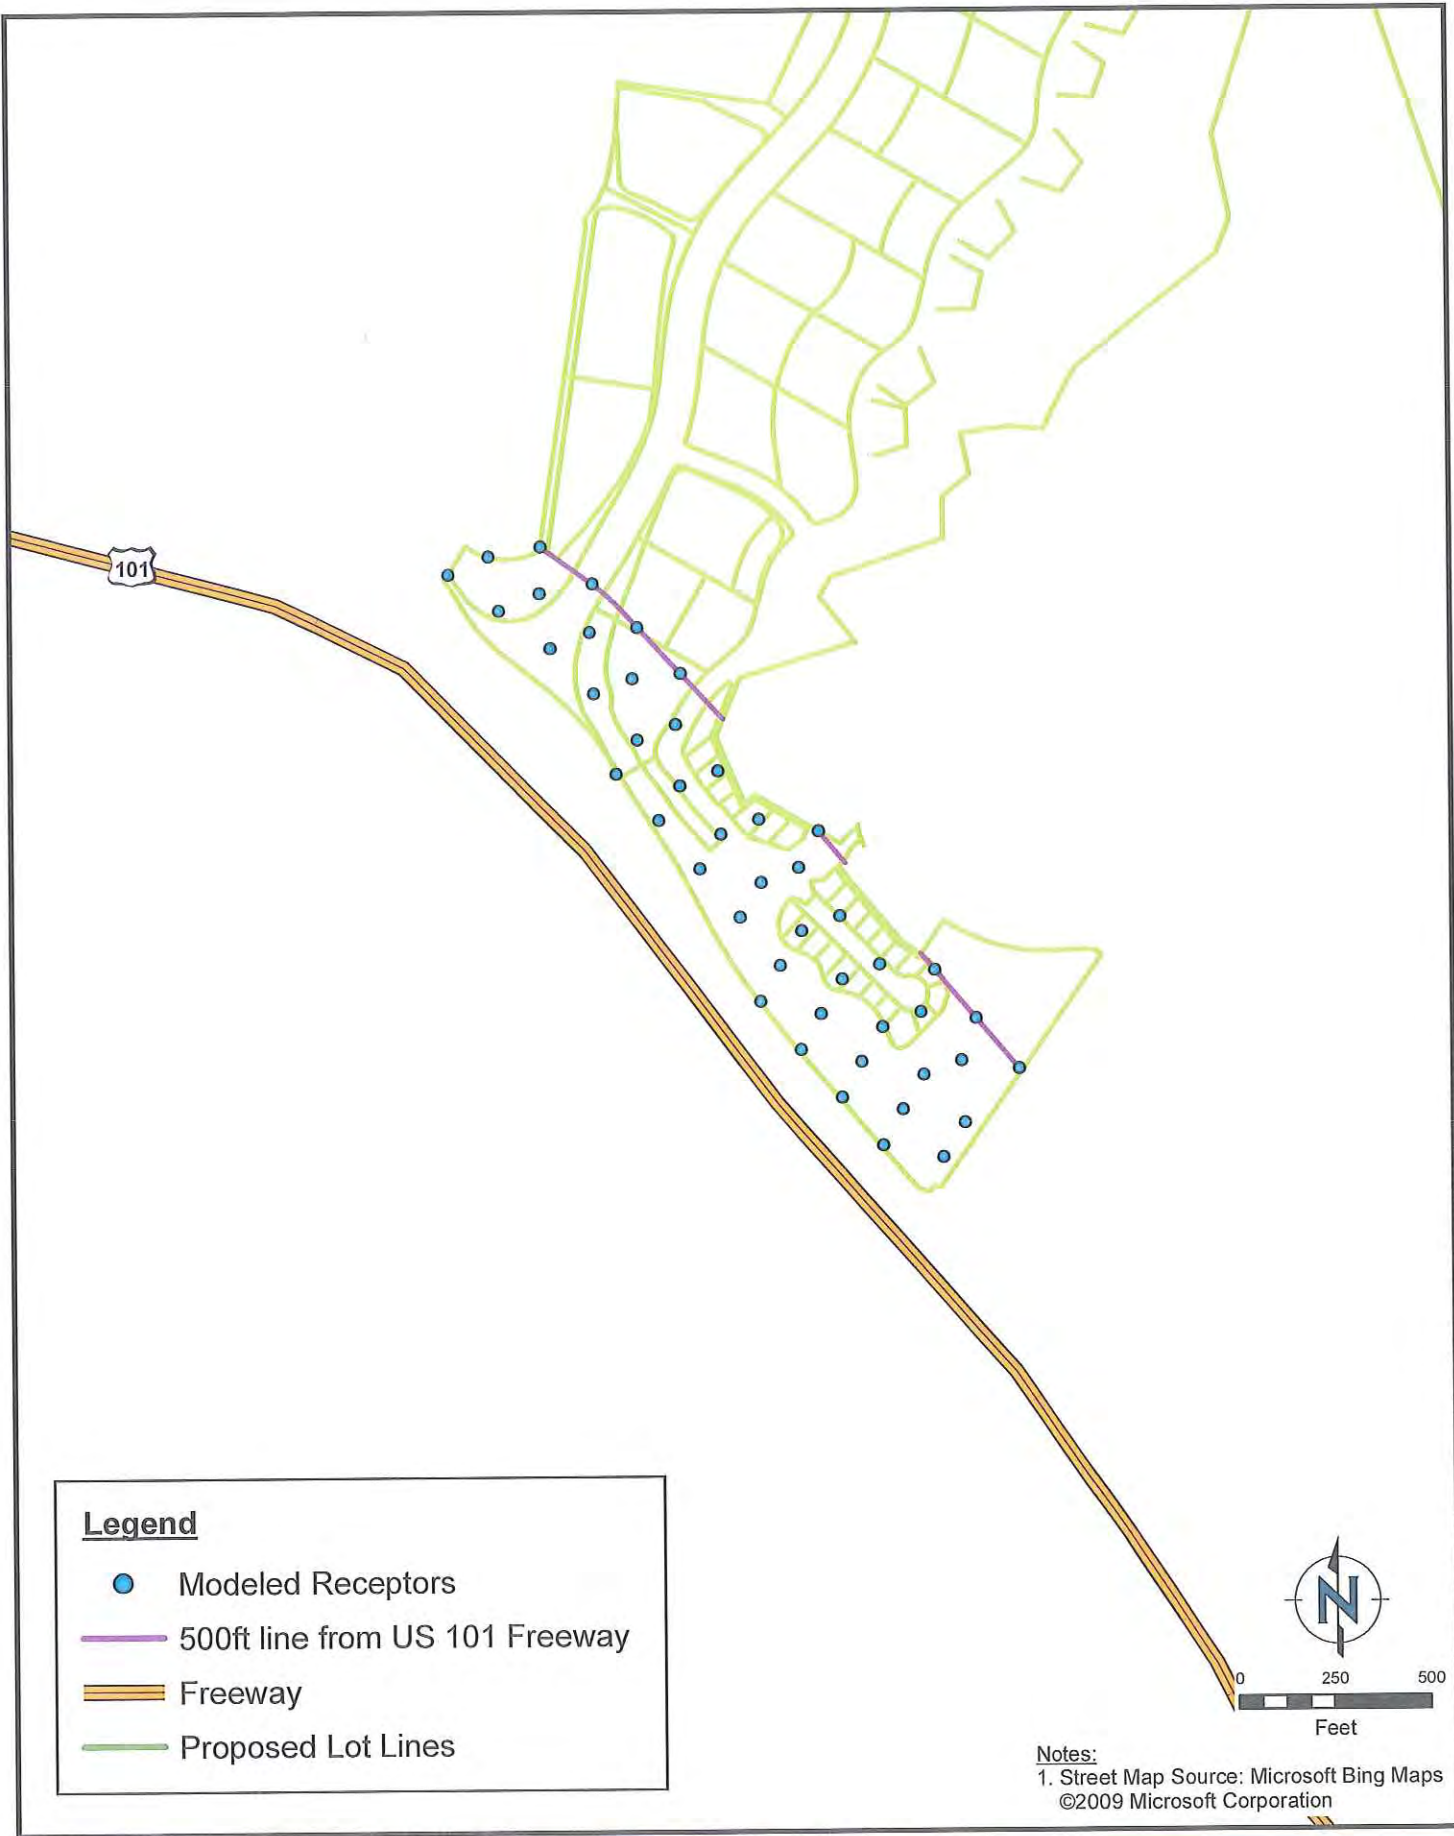 101
Legend
Modeled Receptors
500ft line from US 101 Freeway
Freeway
Proposed Lot Lines
N
0 250 500
Feet
Notes:
1. Street Map Source: Microsoft Bing Maps
©2009 Microsoft Corporation